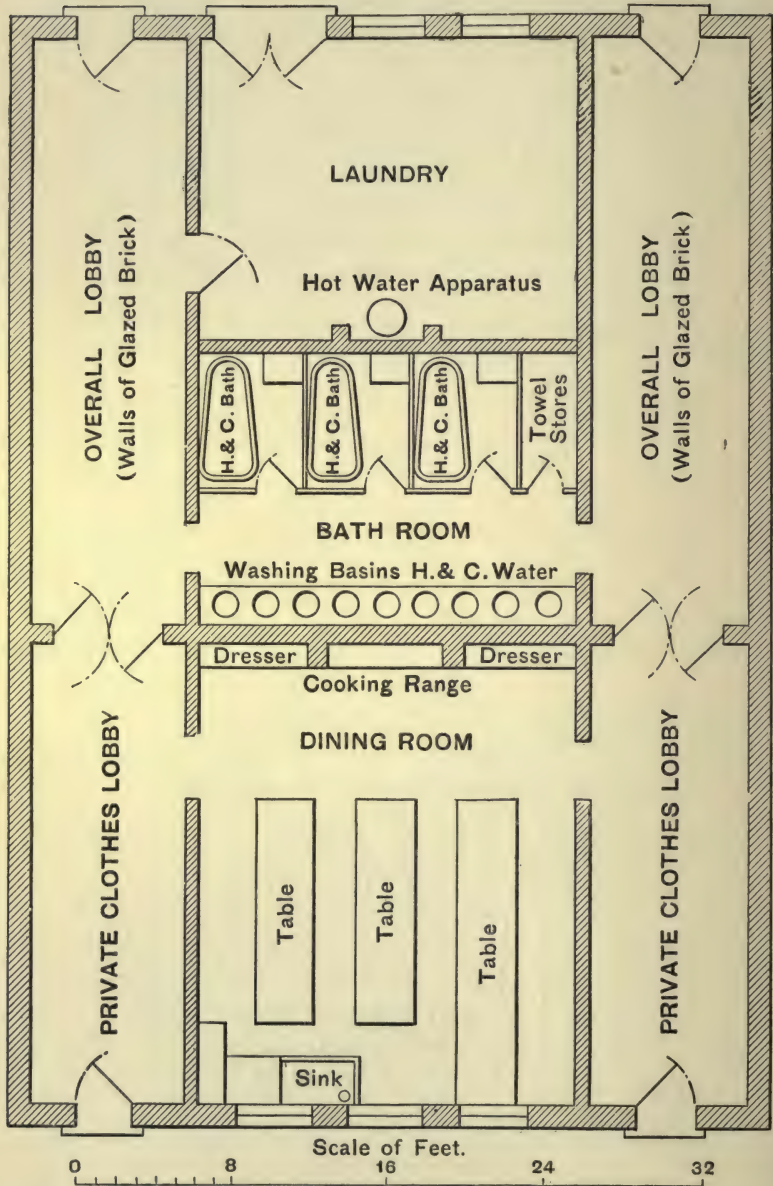 LAUNDRY
Hot Water Apparatus
OVERALL LOBBY
(Walls of Glazed Brick)
H. & C. Bath
H. & C. Bath
H. & C. Bath
Towel
Stores
OVERALL LOBBY
(Walls of Glazed Brick)
BATH ROOM
Washing Basins H. & C. Water
Dresser
Dresser
Cooking Range
DINING ROOM
PRIVATE CLOTHES LOBBY
Table
Table
Table
PRIVATE CLOTHES LOBBY
Sink
Scale of Feet.
0 8 16 24 32